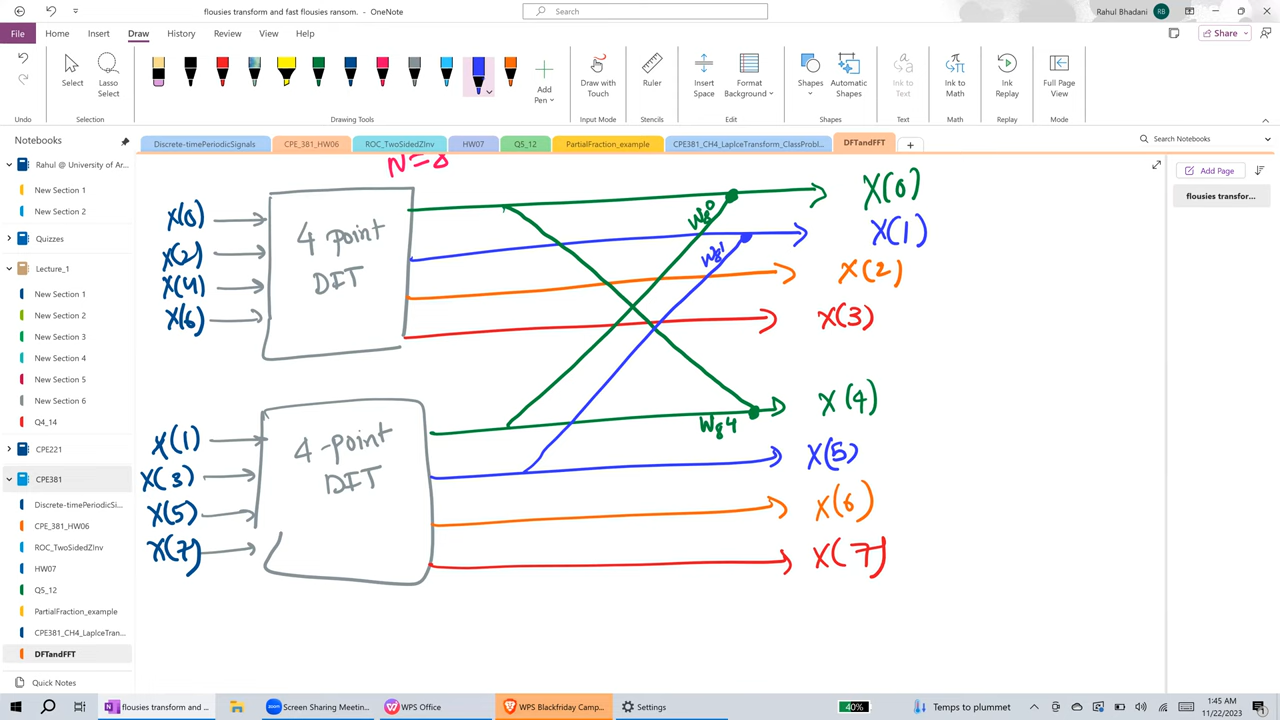 flousies transform and fast flousies ransom. - OneNote
Search
Rahul Bhadani
RB
File
Home
Insert
Draw
History
Review
View
Help
Share
Undo
Select
Lasso Select
Selection
Add Pen
Drawing Tools
Draw with Touch
Input Mode
Ruler
Stencils
Insert Space
Format Background
Edit
Shapes
Automatic Shapes
Shapes
Ink to Text
Text
Ink to Math
Math
Ink Replay
Replay
Full Page View
Mode
Notebooks
Discrete-timePeriodicSignals
CPE_381_HW06
ROC_TwoSidedZInv
HW07
Q5_12
PartialFraction_example
CPE381_CH4_LaplceTransform_ClassProbl...
DFTandFFT
Search Notebooks
Rahul @ University of Ar...
New Section 1
New Section 2
Quizzes
Lecture_1
New Section 1
New Section 2
New Section 3
New Section 4
New Section 5
New Section 6
Q4_14
CPE221
CPE381
Discrete-timePeriodicSi...
CPE_381_HW06
ROC_TwoSidedZInv
HW07
Q5_12
PartialFraction_example
CPE381_CH4_LaplceTran...
DFTandFFT
Quick Notes
Add Page
flousies transfor...
N=8
x(0)
x(2)
x(4)
x(6)
4 point
DFT
W8^0
W8^1
X(0)
X(1)
X(2)
X(3)
x(1)
x(3)
x(5)
x(7)
4-point
DFT
W8^4
X(4)
X(5)
X(6)
X(7)
flousies transform and ...
Screen Sharing Meetin...
WPS Office
WPS Blackfriday Camp...
Settings
40%
Temps to plummet
1:45 AM
11/22/2023